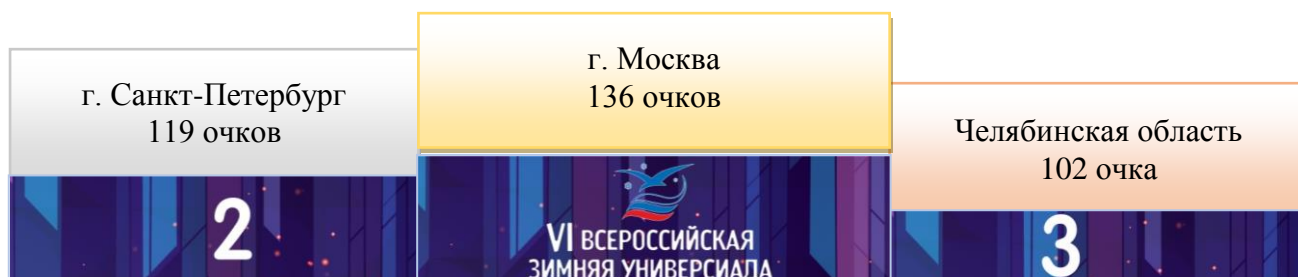 г. Санкт-Петербург
119 очков
2
г. Москва
136 очков
VI ВСЕРОССИЙСКАЯ
ЗИМНЯЯ УНИВЕРСИАДА
Челябинская область
102 очка
3